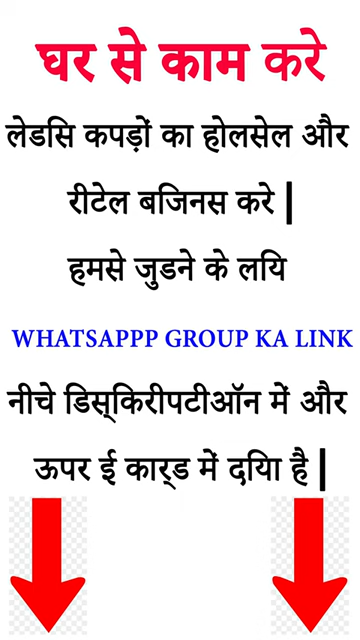 घर से काम करे
लेडसि कपड़ों का होलसेल और
रीटेल बजिनस करे |
हमसे जुडने के लयि
WHATSAPPP GROUP KA LINK
नीचे डिस्किरीपटीऑन में और
ऊपर ई कार्ड में दयिा है |